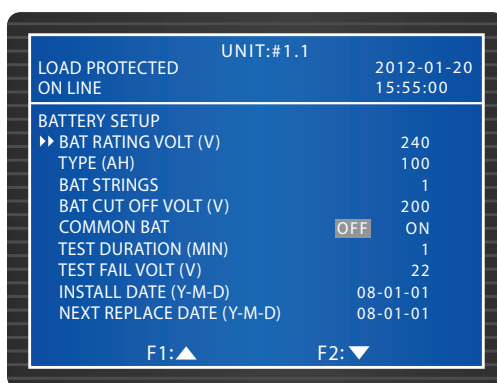 UNIT:#1.1
LOAD PROTECTED 2012-01-20
ON LINE 15:55:00
BATTERY SETUP
BAT RATING VOLT (V) 240
TYPE (AH) 100
BAT STRINGS 1
BAT CUT OFF VOLT (V) 200
COMMON BAT OFF ON
TEST DURATION (MIN) 1
TEST FAIL VOLT (V) 22
INSTALL DATE (Y-M-D) 08-01-01
NEXT REPLACE DATE (Y-M-D) 08-01-01
F1:▲ F2:▼